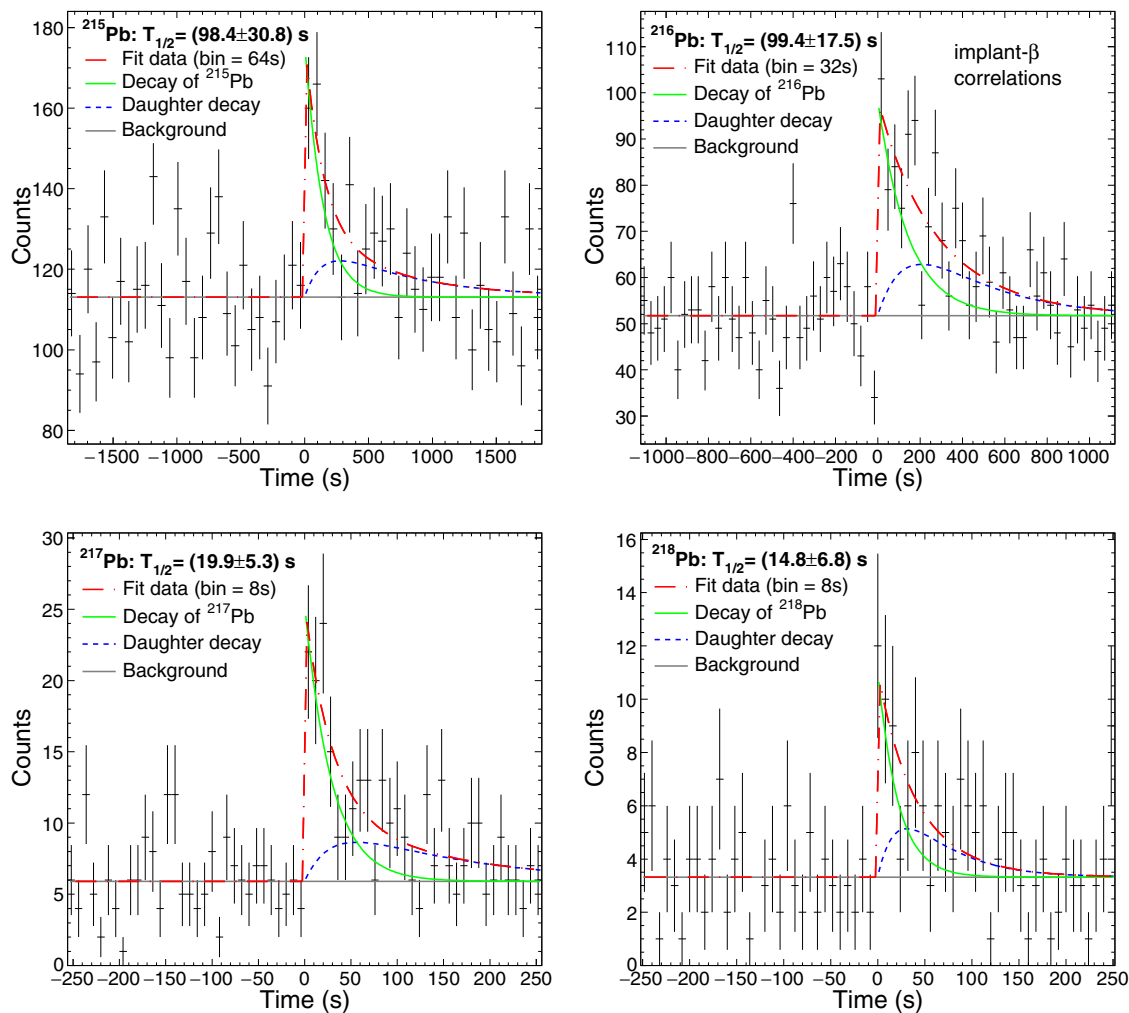 ²¹⁵Pb: T₁/₂= (98.4±30.8) s
Fit data (bin = 64s)
Decay of ²¹⁵Pb
Daughter decay
Background
Counts
180
160
140
120
100
80
−1500 −1000 −500 0 500 1000 1500
Time (s)
²¹⁶Pb: T₁/₂= (99.4±17.5) s
Fit data (bin = 32s)
Decay of ²¹⁶Pb
Daughter decay
Background
implant-β
correlations
Counts
110
100
90
80
70
60
50
40
30
−1000 −800 −600 −400 −200 0 200 400 600 800 1000
Time (s)
²¹⁷Pb: T₁/₂= (19.9±5.3) s
Fit data (bin = 8s)
Decay of ²¹⁷Pb
Daughter decay
Background
Counts
30
25
20
15
10
5
0
−250 −200 −150 −100 −50 0 50 100 150 200 250
Time (s)
²¹⁸Pb: T₁/₂= (14.8±6.8) s
Fit data (bin = 8s)
Decay of ²¹⁸Pb
Daughter decay
Background
Counts
16
14
12
10
8
6
4
2
0
−250 −200 −150 −100 −50 0 50 100 150 200 250
Time (s)